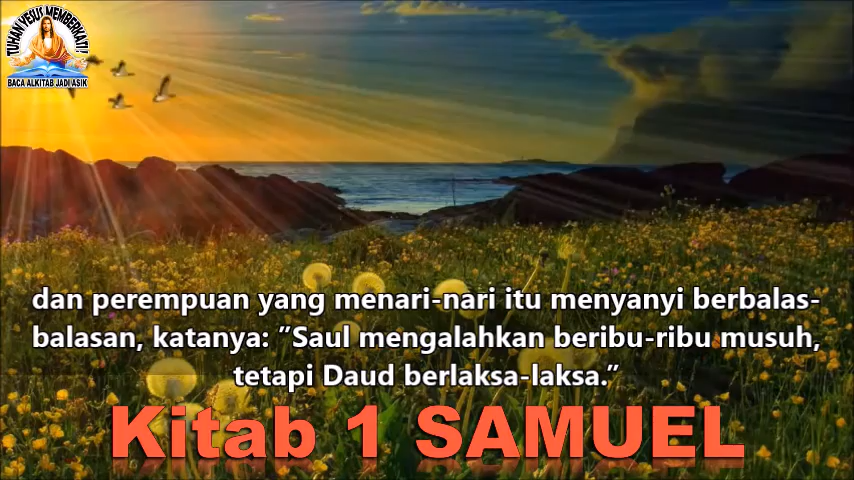 TUHAN YESUS MEMBERKATI
BACA ALKITAB JADI ASIK
dan perempuan yang menari-nari itu menyanyi berbalas-
balasan, katanya: ”Saul mengalahkan beribu-ribu musuh,
tetapi Daud berlaksa-laksa.”
Kitab 1 SAMUEL